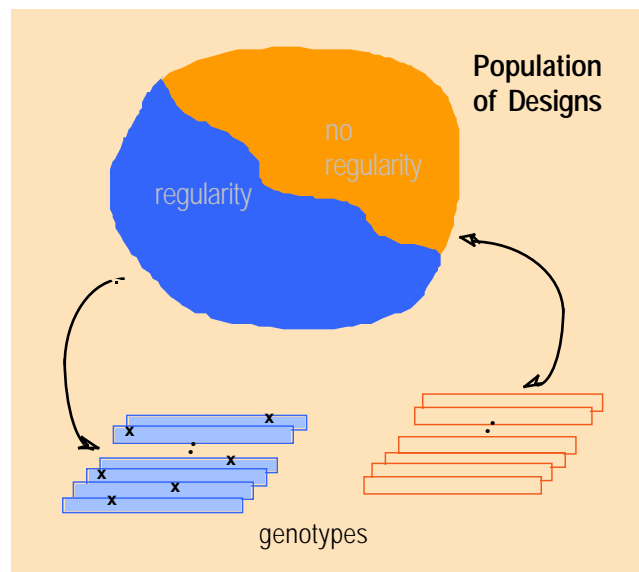 Population
of Designs
no
regularity
regularity
x
x
x
x
x
x
genotypes